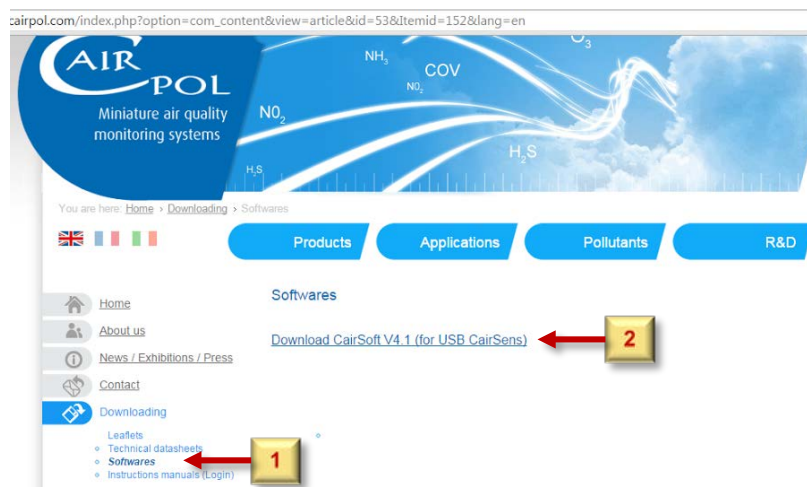 cairpol.com/index.php?option=com_content&view=article&id=53&Itemid=152&lang=en
CAIR
POL
Miniature air quality
monitoring systems
NH3
COV
O3
NO2
N02
H2S
H2S
You are here: Home › Downloading › Softwares
Products
Applications
Pollutants
R&D
Home
About us
News / Exhibitions / Press
Contact
Downloading
Leaflets
Technical datasheets
Softwares
Instructions manuals (Login)
Softwares
Download CairSoft V4.1 (for USB CairSens)
2
1